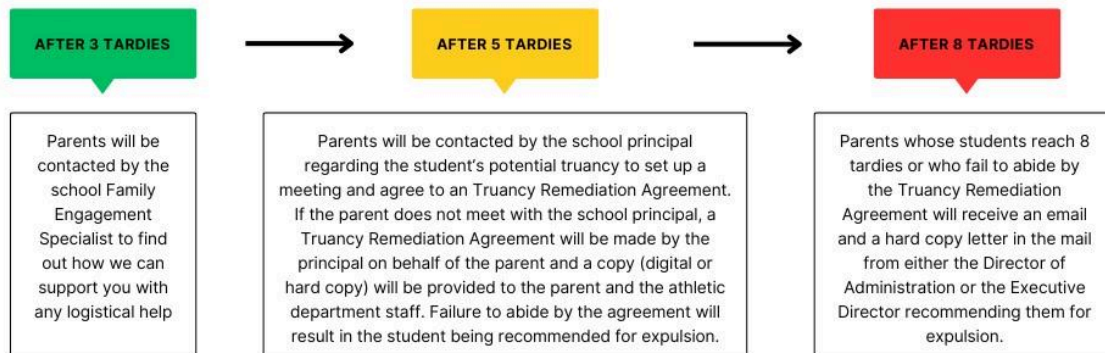 AFTER 3 TARDIES
AFTER 5 TARDIES
AFTER 8 TARDIES
Parents will be
contacted by the
school Family
Engagement
Specialist to find
out how we can
support you with
any logistical help
Parents will be contacted by the school principal
regarding the student's potential truancy to set up a
meeting and agree to an Truancy Remediation Agreement.
If the parent does not meet with the school principal, a
Truancy Remediation Agreement will be made by the
principal on behalf of the parent and a copy (digital or
hard copy) will be provided to the parent and the athletic
department staff. Failure to abide by the agreement will
result in the student being recommended for expulsion.
Parents whose students reach 8
tardies or who fail to abide by
the Truancy Remediation
Agreement will receive an email
and a hard copy letter in the mail
from either the Director of
Administration or the Executive
Director recommending them for
expulsion.